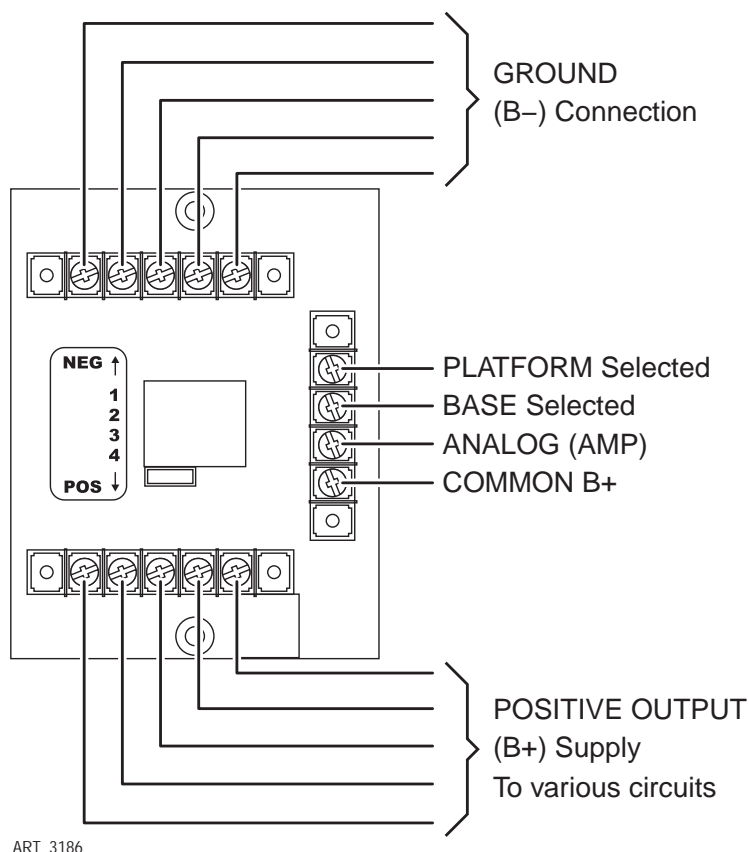 GROUND
(B–) Connection
NEG ↑
1
2
3
4
POS ↓
PLATFORM Selected
BASE Selected
ANALOG (AMP)
COMMON B+
POSITIVE OUTPUT
(B+) Supply
To various circuits
ART_3186